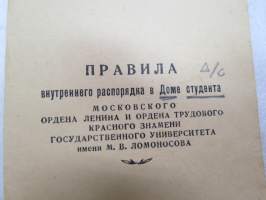 ПРАВИЛА
Д/С
внутреннего распорядка в Доме студента
МОСКОВСКОГО
ОРДЕНА ЛЕНИНА И ОРДЕНА ТРУДОВОГО
КРАСНОГО ЗНАМЕНИ
ГОСУДАРСТВЕННОГО УНИВЕРСИТЕТА
имени М. В. ЛОМОНОСОВА